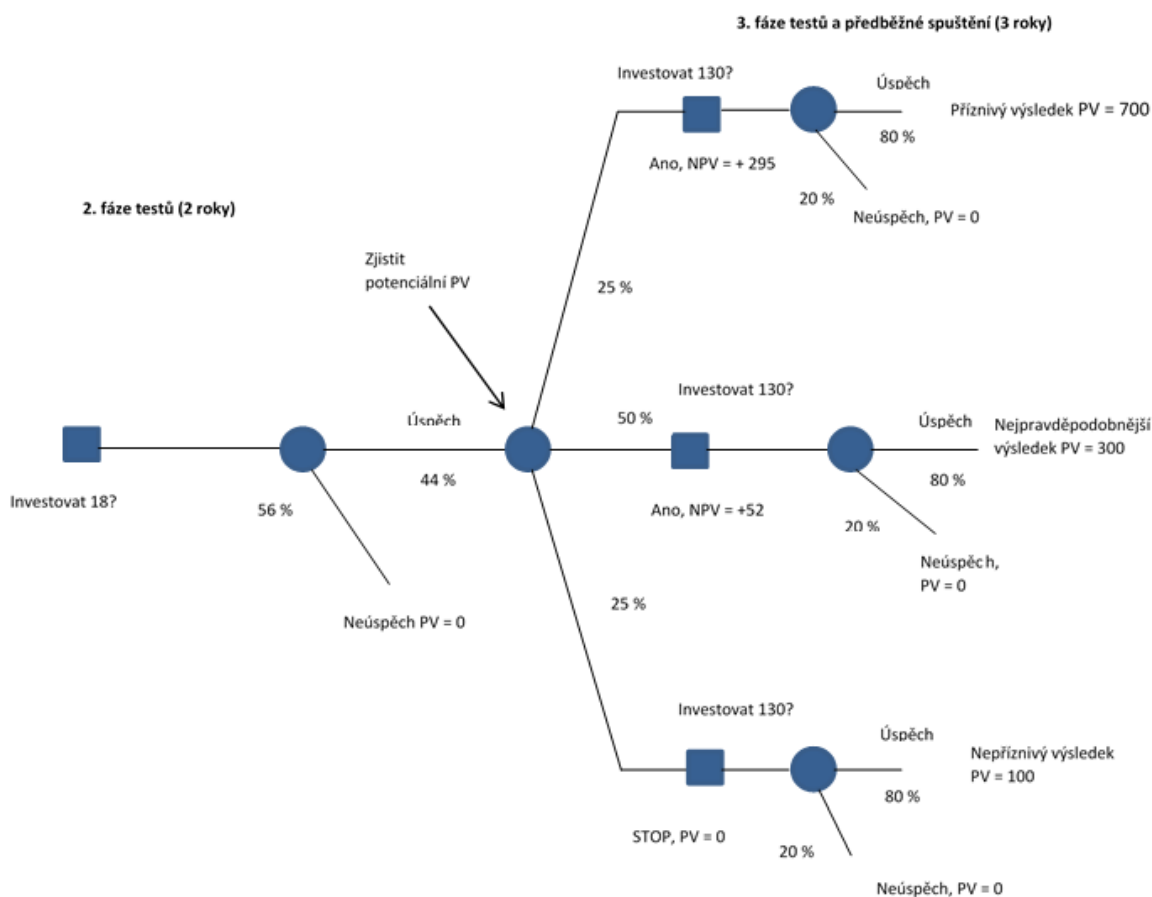 3. fáze testů a předběžné spuštění (3 roky)
Investovat 130?
Úspěch
Příznivý výsledek PV = 700
80 %
Ano, NPV = + 295
20 %
Neúspěch, PV = 0
2. fáze testů (2 roky)
Zjistit
potenciální PV
25 %
Investovat 130?
Úspěch
50 %
Úspěch
Nejpravděpodobnější
výsledek PV = 300
44 %
80 %
Investovat 18?
56 %
Ano, NPV = +52
20 %
Neúspěch,
PV = 0
25 %
Neúspěch PV = 0
Investovat 130?
Úspěch
Nepříznivý výsledek
PV = 100
80 %
STOP, PV = 0
20 %
Neúspěch, PV = 0